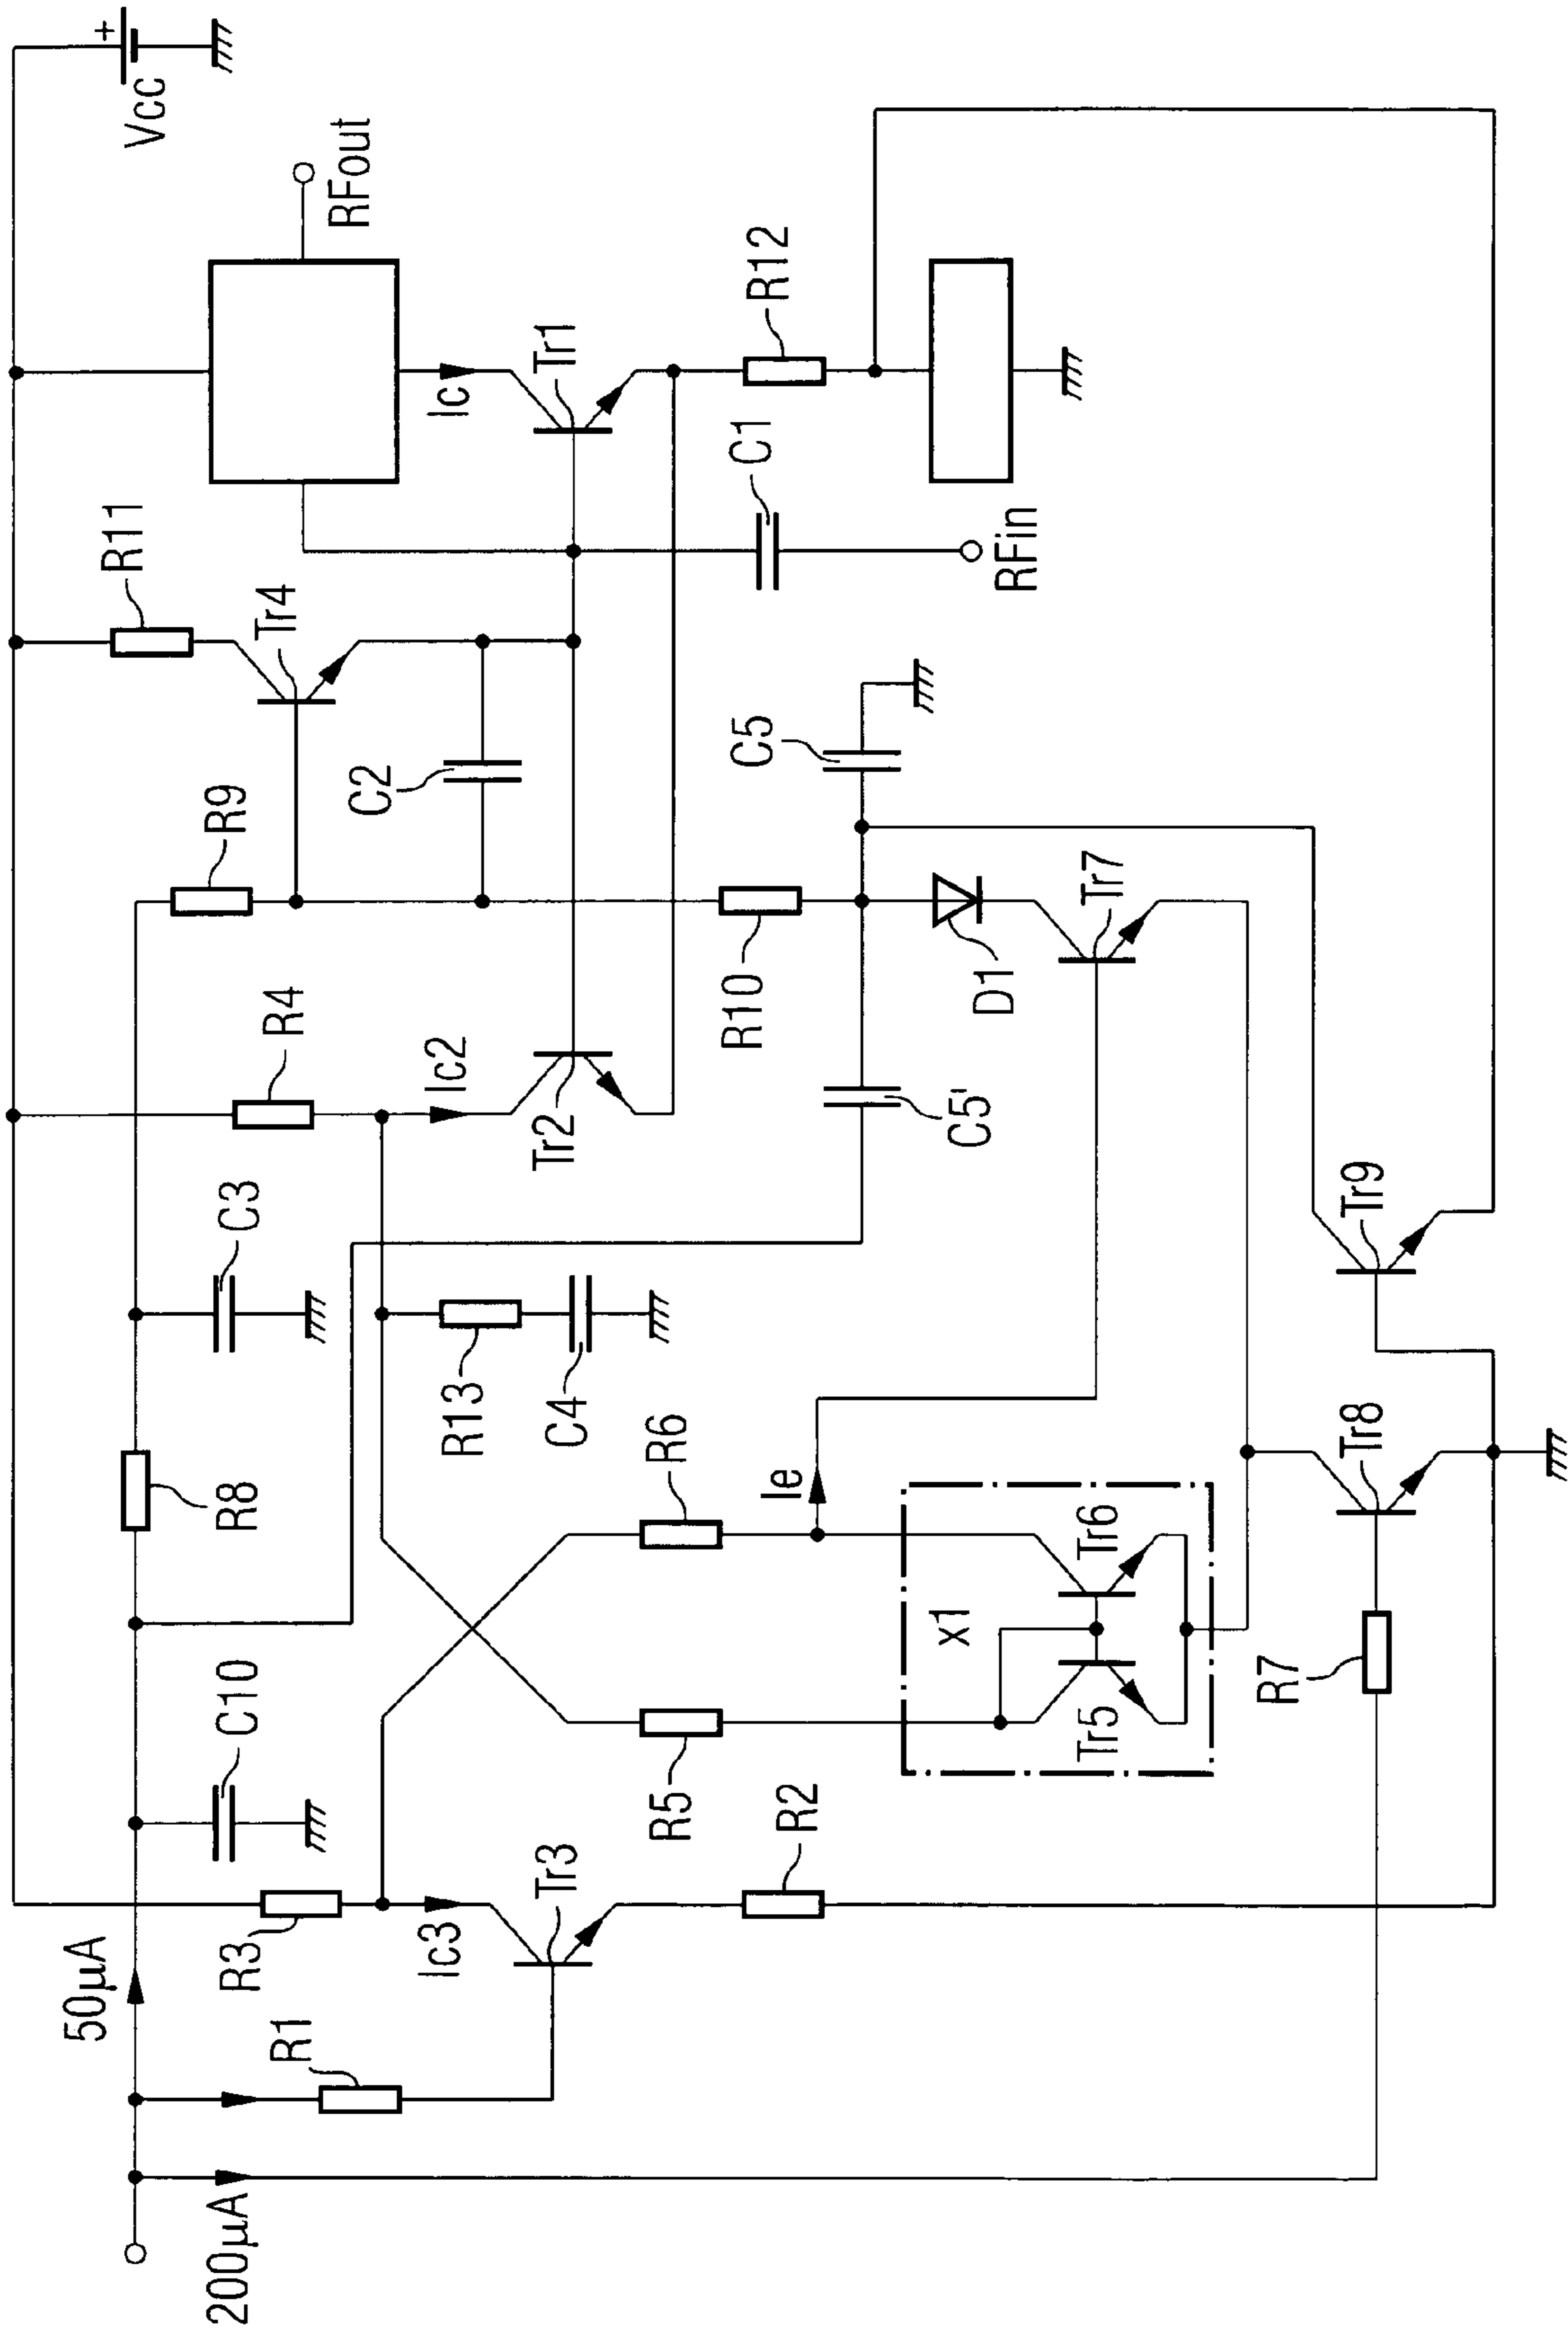 Vcc
+
RFout
R11
Tr4
Ic
Tr1
R12
C1
RFin
R9
C2
C5
R4
Ic2
Tr2
R10
D1
Tr7
C5'
C3
R13
C4
Tr9
R8
R6
Ie
Tr6
x1
Tr5
Tr8
C10
R5
R7
R3
Ic3
Tr3
R2
50µA
R1
200µA